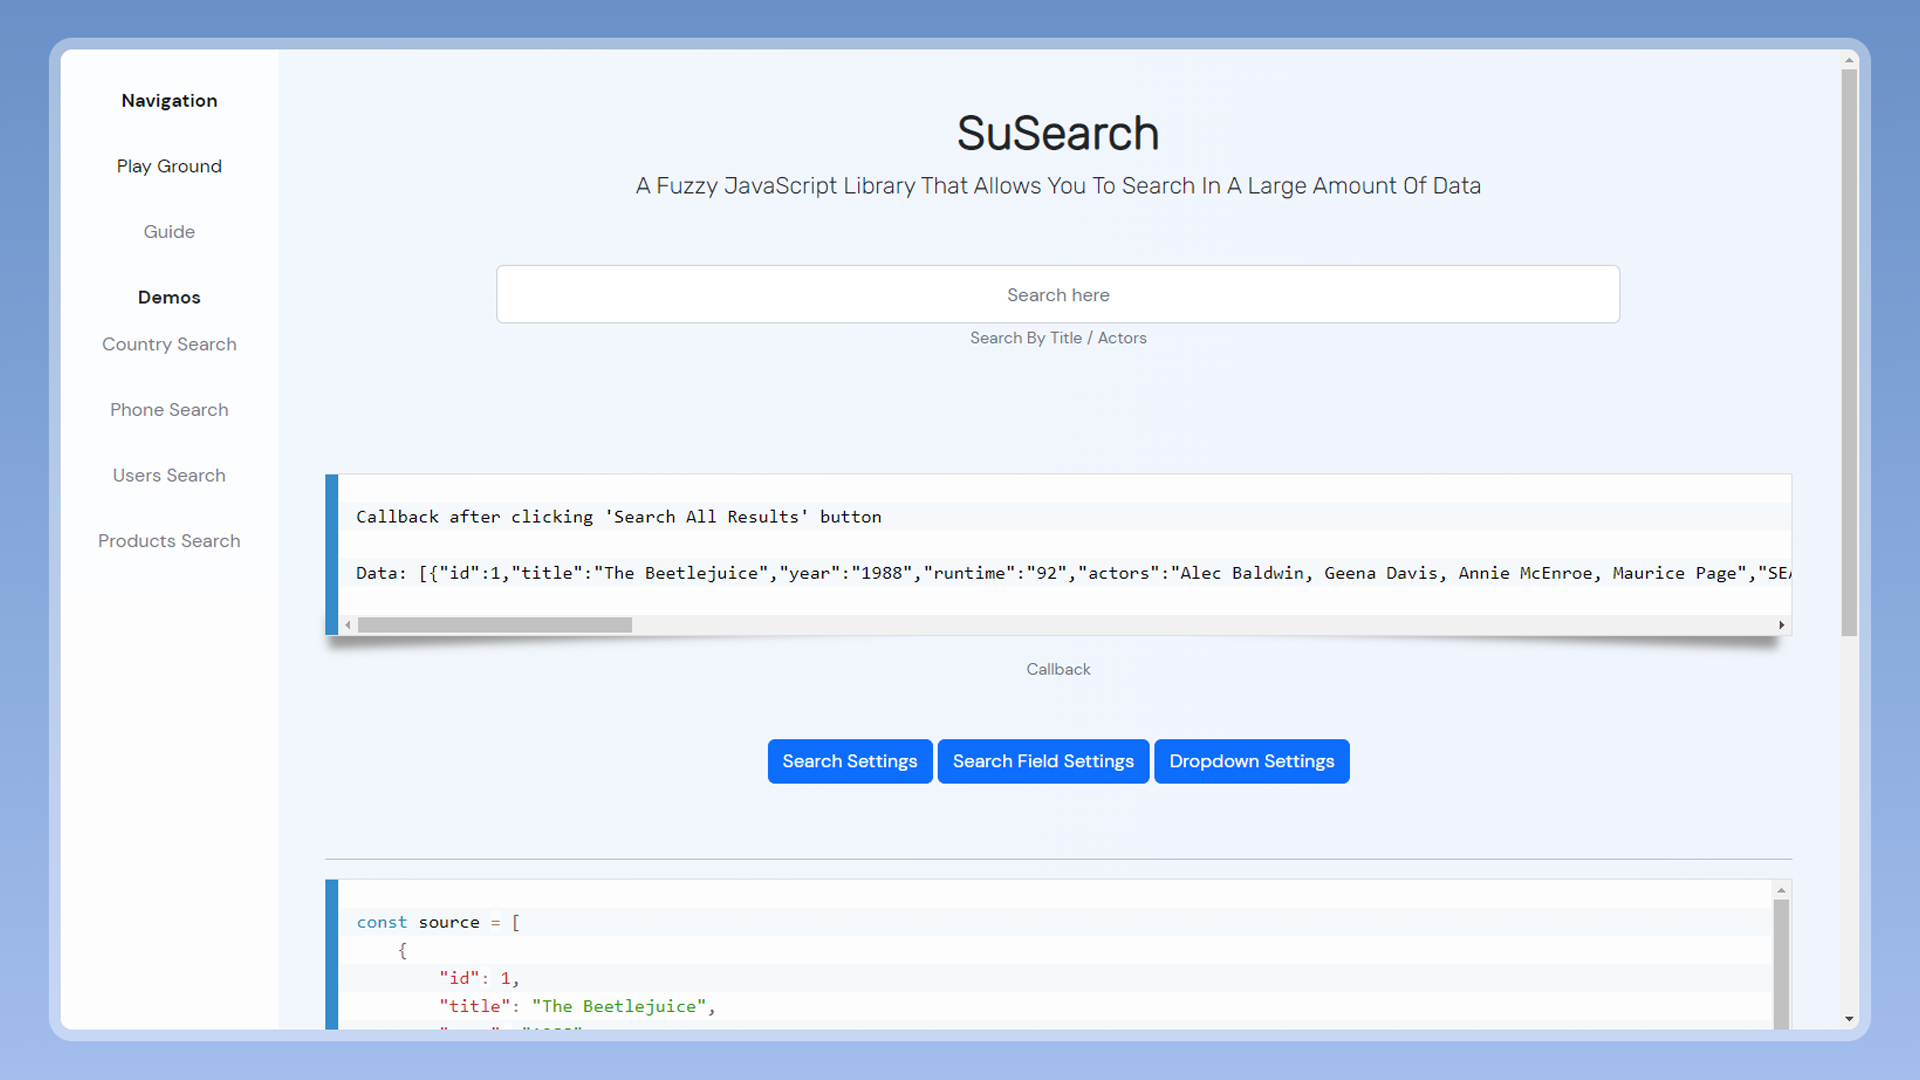 Navigation
Play Ground
Guide
Demos
Country Search
Phone Search
Users Search
Products Search
SuSearch
A Fuzzy JavaScript Library That Allows You To Search In A Large Amount Of Data
Search here
Search By Title / Actors
Callback after clicking 'Search All Results' button
Data: [{"id":1,"title":"The Beetlejuice","year":"1988","runtime":"92","actors":"Alec Baldwin, Geena Davis, Annie McEnroe, Maurice Page","SEA
Callback
Search Settings
Search Field Settings
Dropdown Settings
const source = [
{
"id": 1,
"title": "The Beetlejuice",